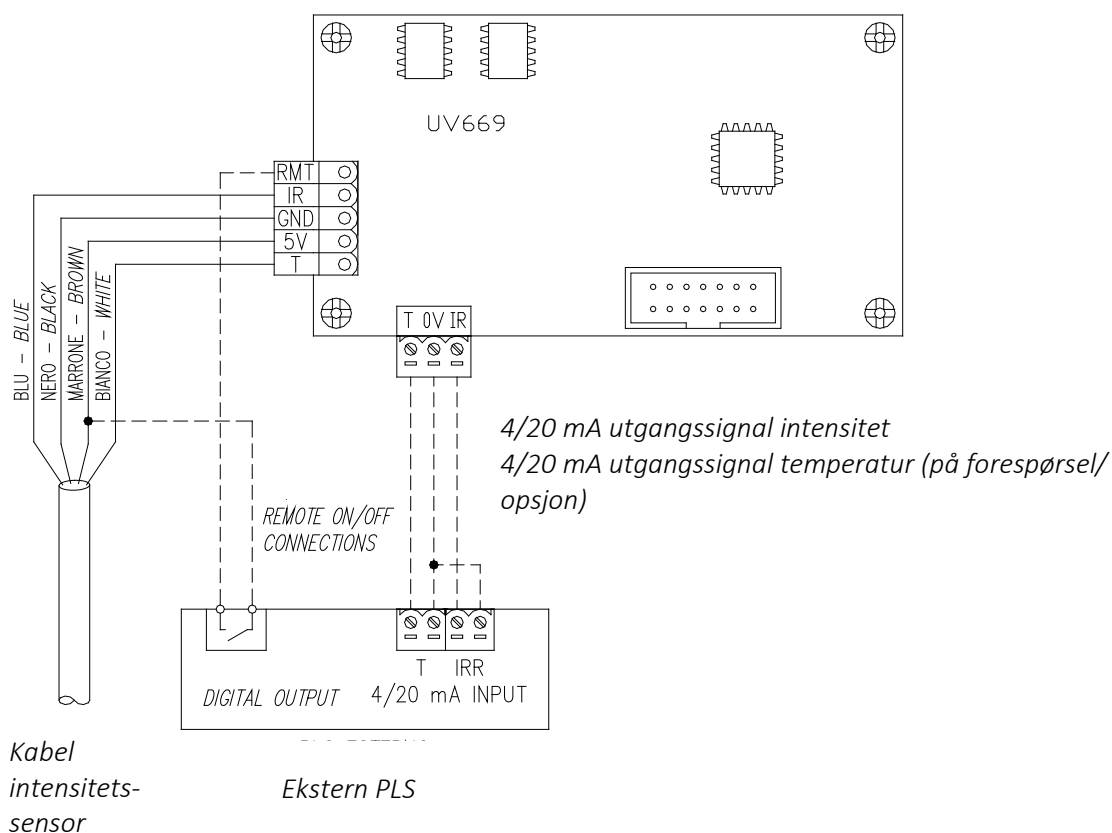 UV669
RMT
IR
GND
5V
T
BLU – BLUE
NERO – BLACK
MARRONE – BROWN
BIANCO – WHITE
T 0V IR
4/20 mA utgangssignal intensitet
4/20 mA utgangssignal temperatur (på forespørsel/
opsjon)
REMOTE ON/OFF
CONNECTIONS
T IRR
DIGITAL OUTPUT
4/20 mA INPUT
Kabel
intensitets-
sensor
Ekstern PLS